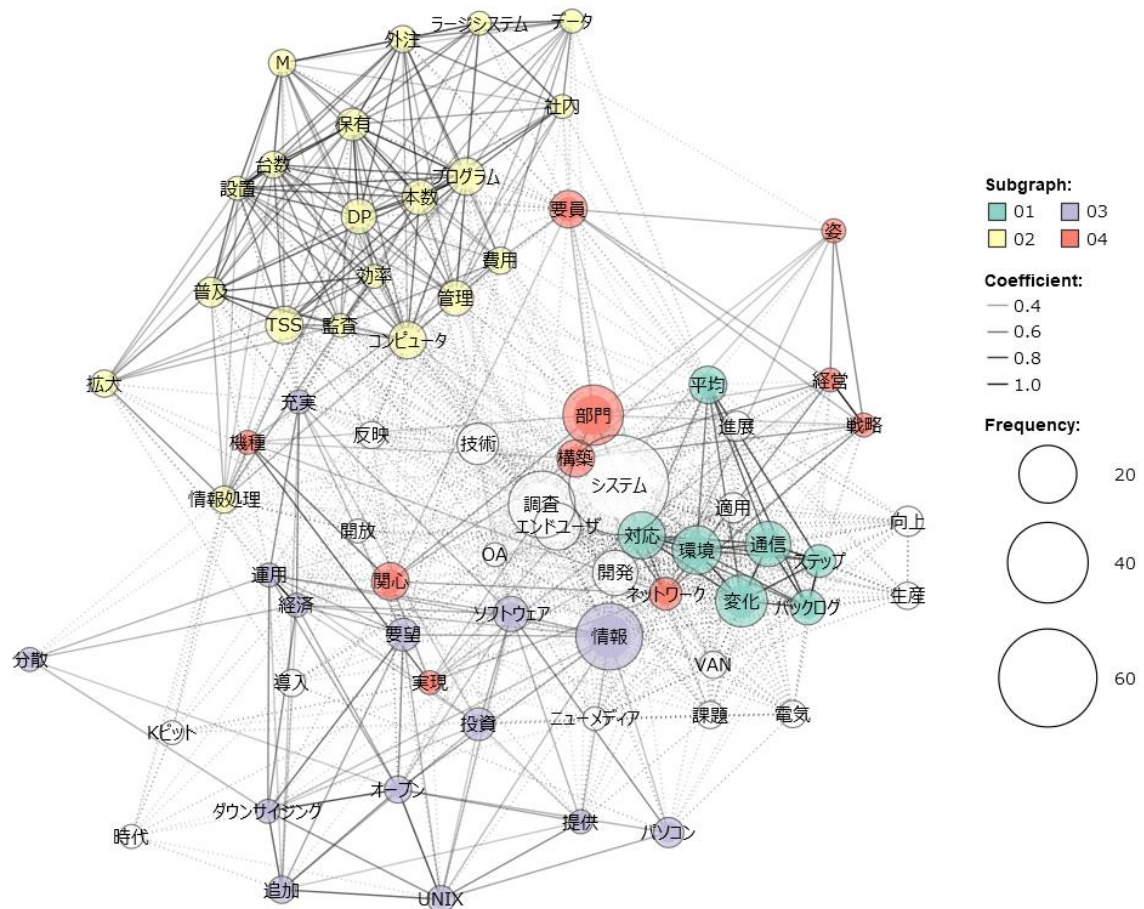 ラージシステム
データ
外注
M
社内
保有
台数
プログラム
設置
本数
要員
DP
姿
費用
効率
普及
管理
TSS
監査
コンピュータ
拡大
平均
経営
充実
部門
進展
戦略
反映
技術
機種
構築
システム
情報処理
調査
適用
向上
エンドユーザ
開放
対応
環境
通信
OA
ステップ
運用
関心
開発
ネットワーク
変化
生産
経済
ソフトウェア
バックログ
要望
情報
分散
VAN
導入
実現
Kビット
投資
ニューメディア
課題
電気
オープン
ダウンサイジング
提供
パソコン
時代
追加
UNIX
Subgraph:
01 03
02 04
Coefficient:
0.4
0.6
0.8
1.0
Frequency:
20
40
60